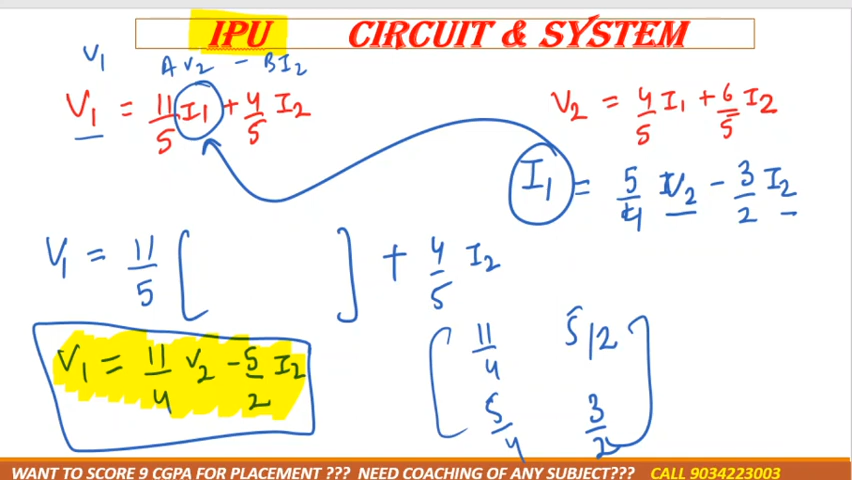 IPU CIRCUIT & SYSTEM
V1 AV2 - BI2
V1 = 11/5 I1 + 4/5 I2
V2 = 4/5 I1 + 6/5 I2
I1 = 5/4 V2 - 3/2 I2
V1 = 11/5 [ ] + 4/5 I2
V1 = 11/4 V2 - 5/2 I2
[ 11/4 5/2
5/4 3/2 ]
WANT TO SCORE 9 CGPA FOR PLACEMENT ??? NEED COACHING OF ANY SUBJECT??? CALL 9034223003